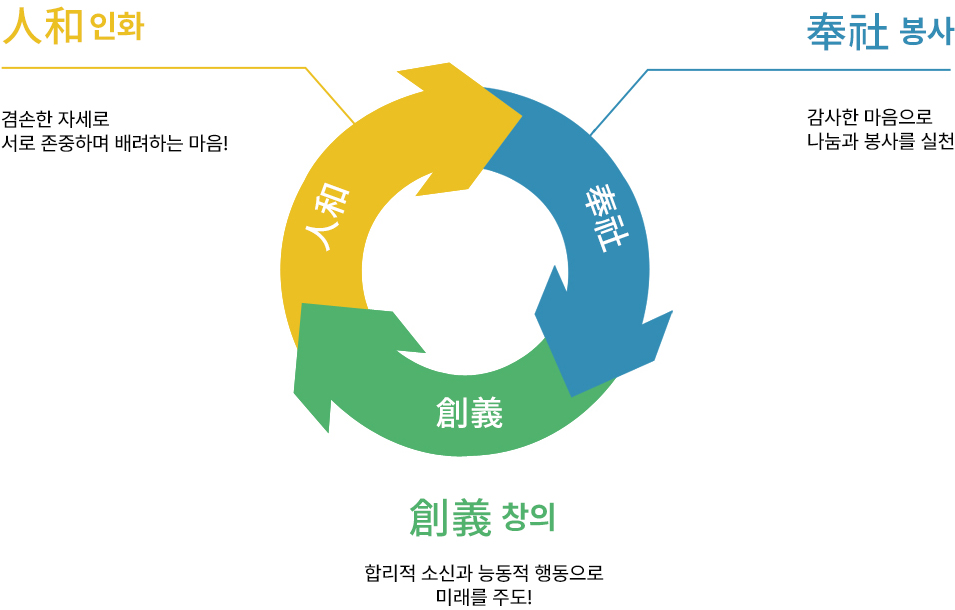 人和 인화
겸손한 자세로
서로 존중하며 배려하는 마음!
奉社 봉사
감사한 마음으로
나눔과 봉사를 실천
人和
奉社
創義
創義 창의
합리적 소신과 능동적 행동으로
미래를 주도!